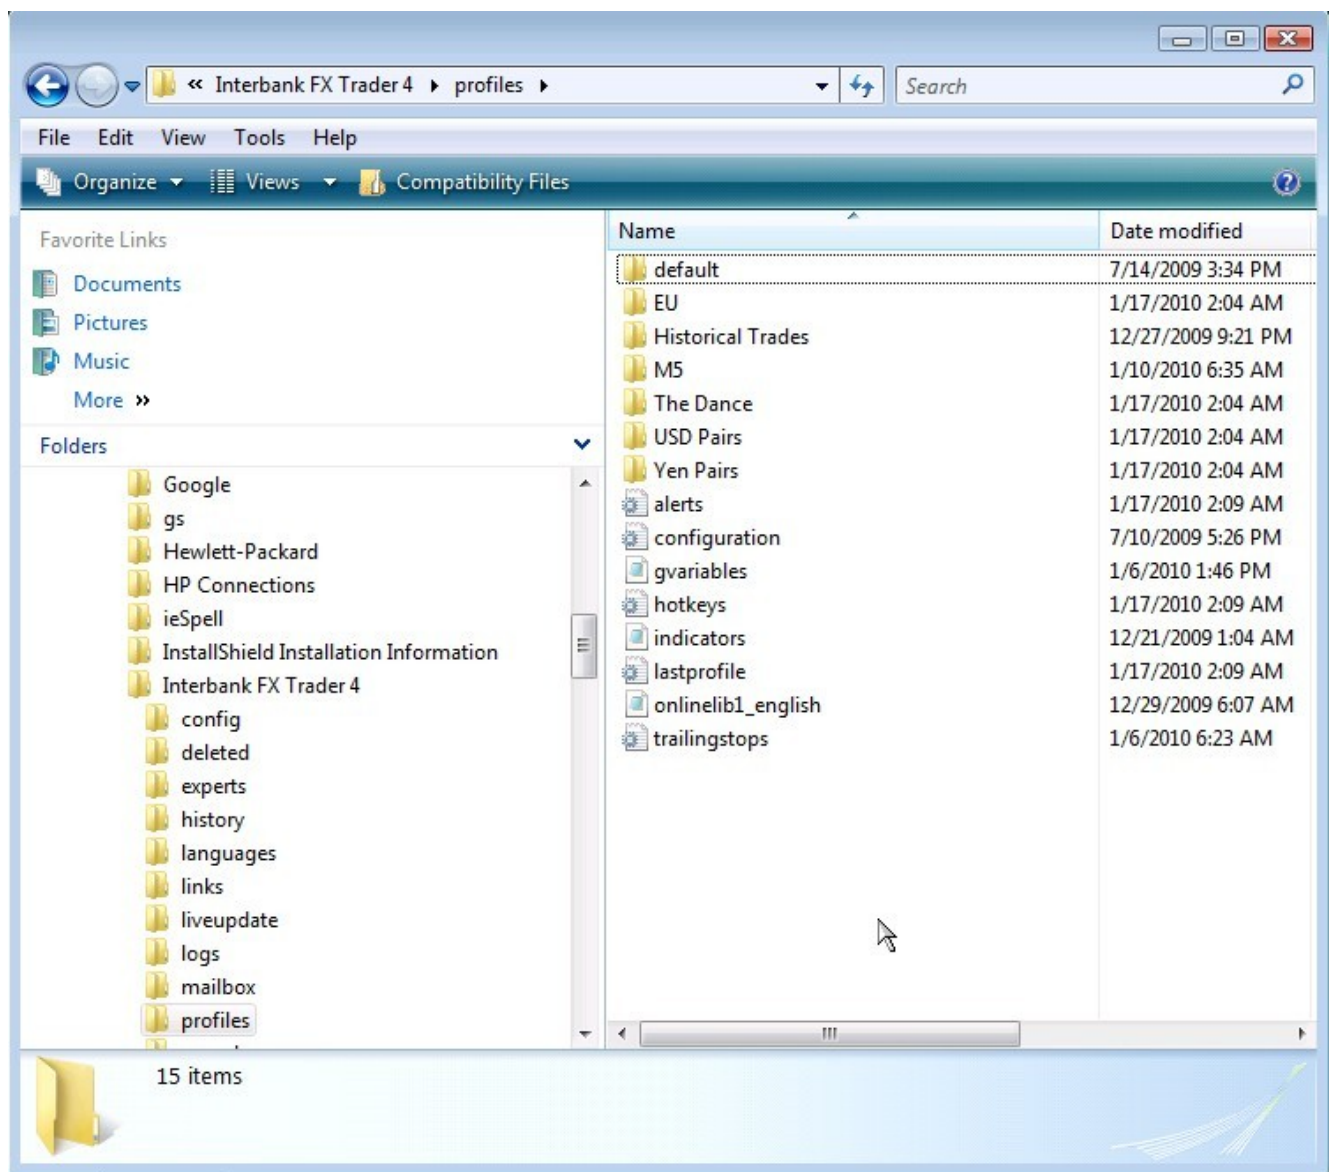 « Interbank FX Trader 4 ▸ profiles ▸ Search
File Edit View Tools Help
Organize Views Compatibility Files
Favorite Links
Documents
Pictures
Music
More »
Folders
Google
gs
Hewlett-Packard
HP Connections
ieSpell
InstallShield Installation Information
Interbank FX Trader 4
config
deleted
experts
history
languages
links
liveupdate
logs
mailbox
profiles
Name Date modified
default 7/14/2009 3:34 PM
EU 1/17/2010 2:04 AM
Historical Trades 12/27/2009 9:21 PM
M5 1/10/2010 6:35 AM
The Dance 1/17/2010 2:04 AM
USD Pairs 1/17/2010 2:04 AM
Yen Pairs 1/17/2010 2:04 AM
alerts 1/17/2010 2:09 AM
configuration 7/10/2009 5:26 PM
gvariables 1/6/2010 1:46 PM
hotkeys 1/17/2010 2:09 AM
indicators 12/21/2009 1:04 AM
lastprofile 1/17/2010 2:09 AM
onlinelib1_english 12/29/2009 6:07 AM
trailingstops 1/6/2010 6:23 AM
15 items